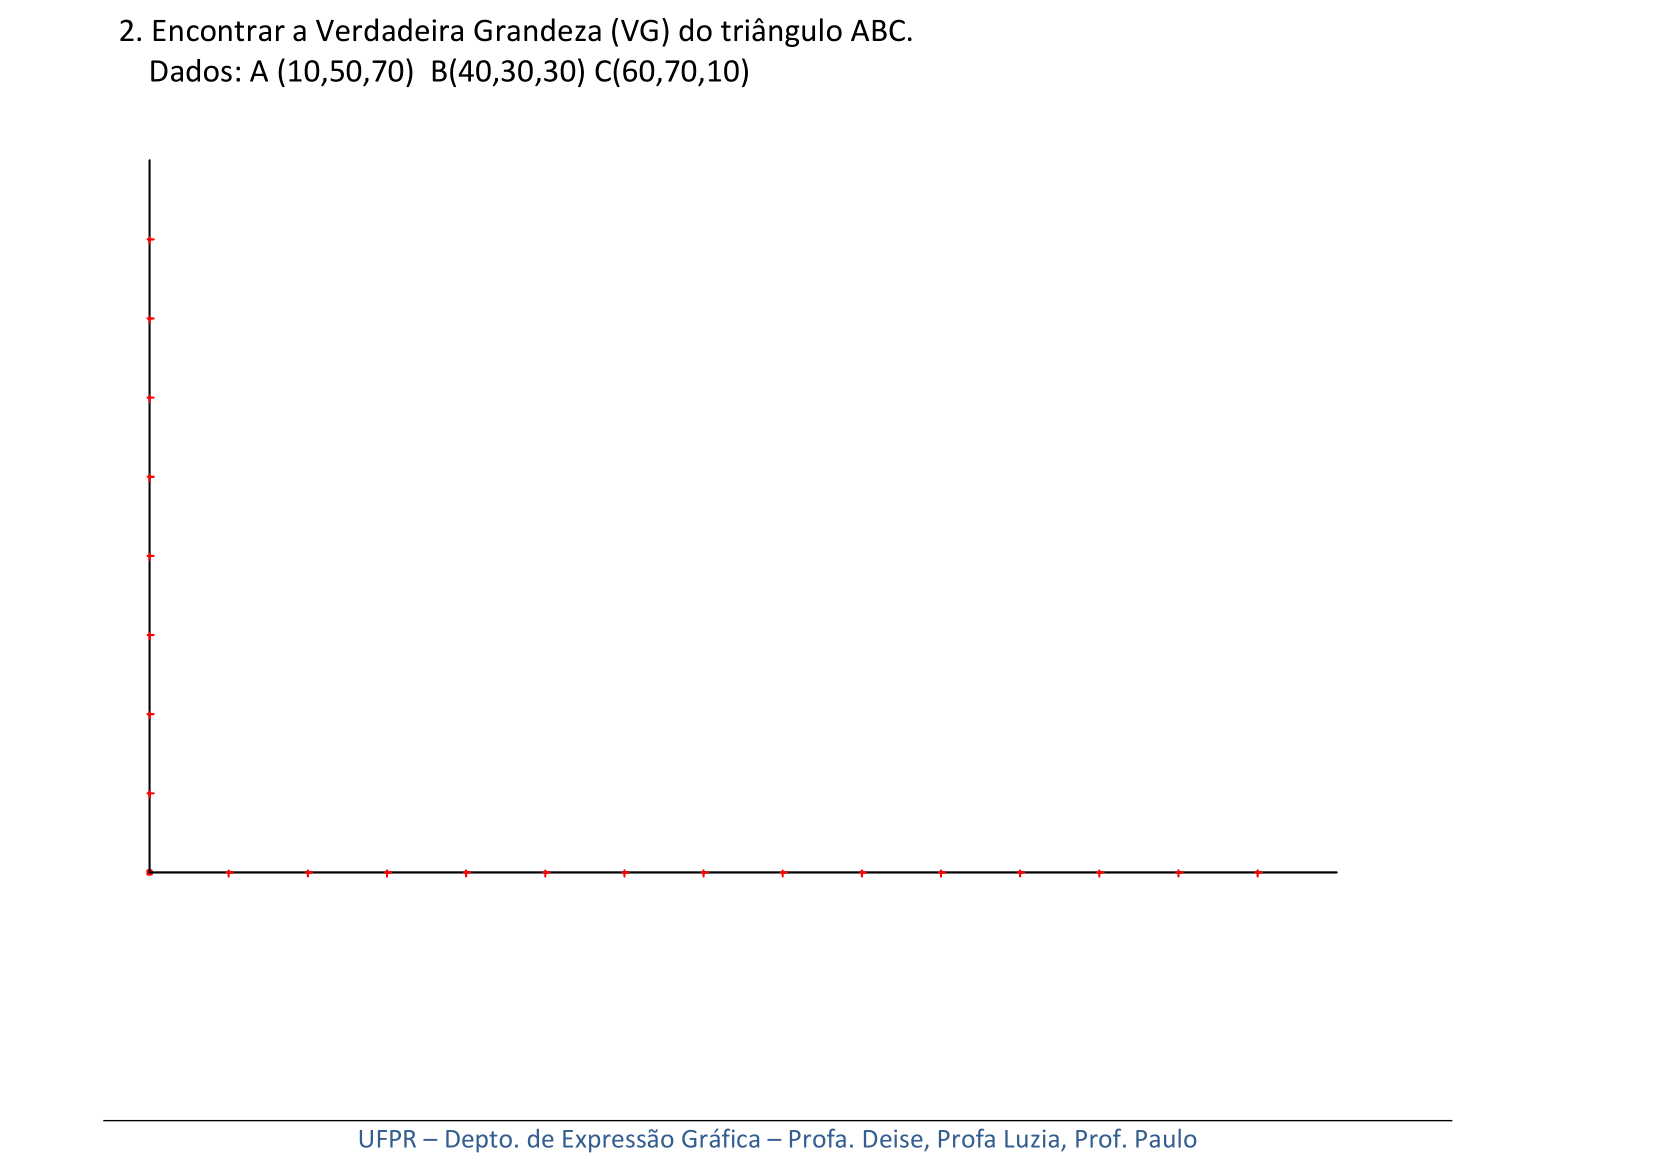 2. Encontrar a Verdadeira Grandeza (VG) do triângulo ABC.
Dados: A (10,50,70)  B(40,30,30) C(60,70,10)
UFPR – Depto. de Expressão Gráfica – Profa. Deise, Profa Luzia, Prof. Paulo